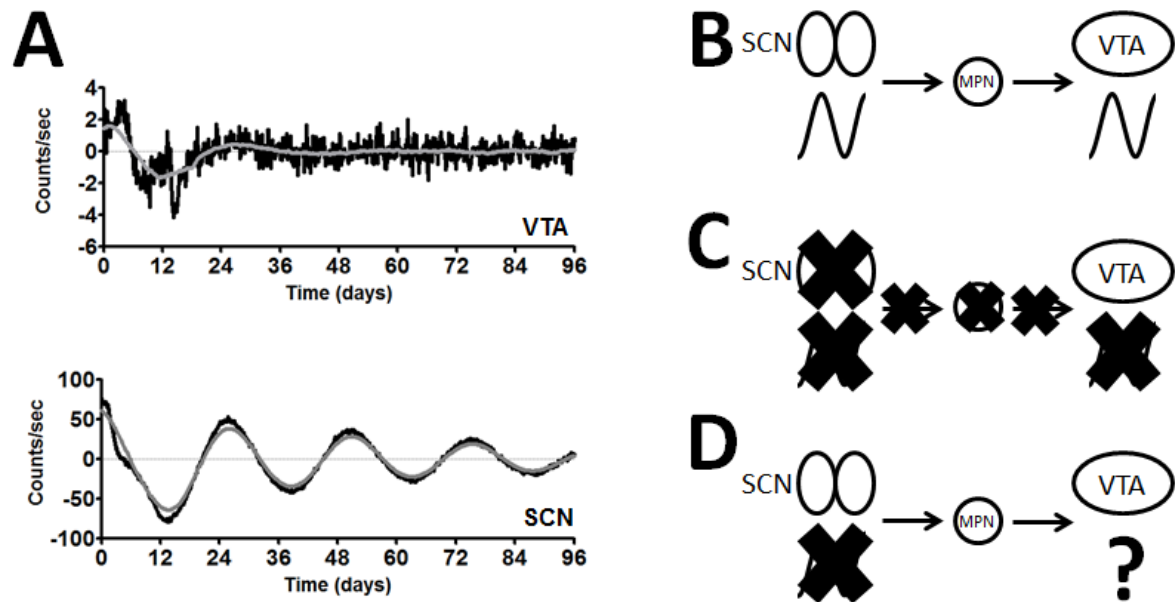 A
Counts/sec
4
2
0
-2
-4
-6
VTA
0 12 24 36 48 60 72 84 96
Time (days)
Counts/sec
100
50
0
-50
-100
SCN
0 12 24 36 48 60 72 84 96
Time (days)
B
SCN
MPN
VTA
C
SCN
VTA
D
SCN
MPN
VTA
?